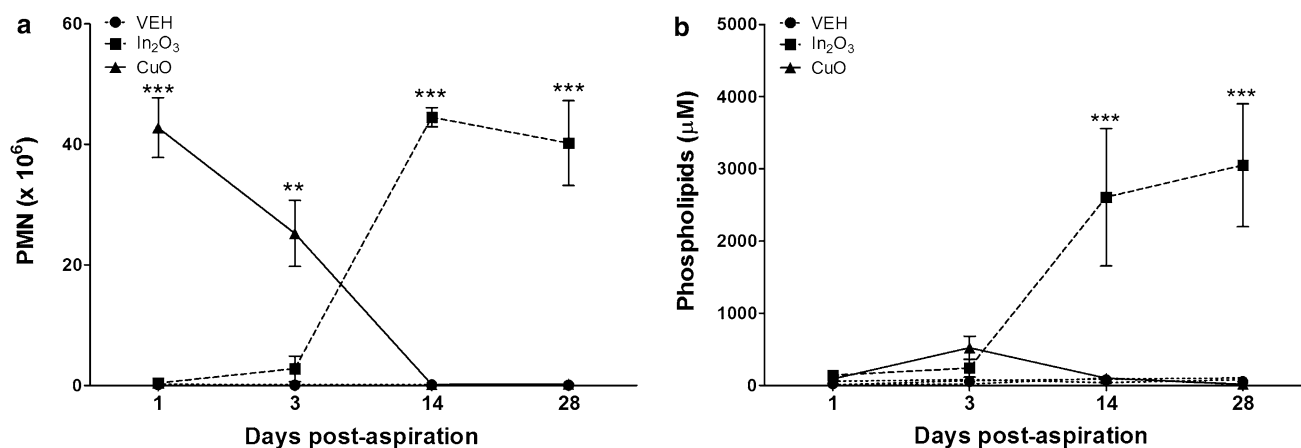 a
VEH
In₂O₃
CuO
60
40
20
0
PMN (x 10⁶)
***
**
***
***
1 3 14 28
Days post-aspiration
b
VEH
In₂O₃
CuO
5000
4000
3000
2000
1000
0
Phospholipids (μM)
***
***
1 3 14 28
Days post-aspiration